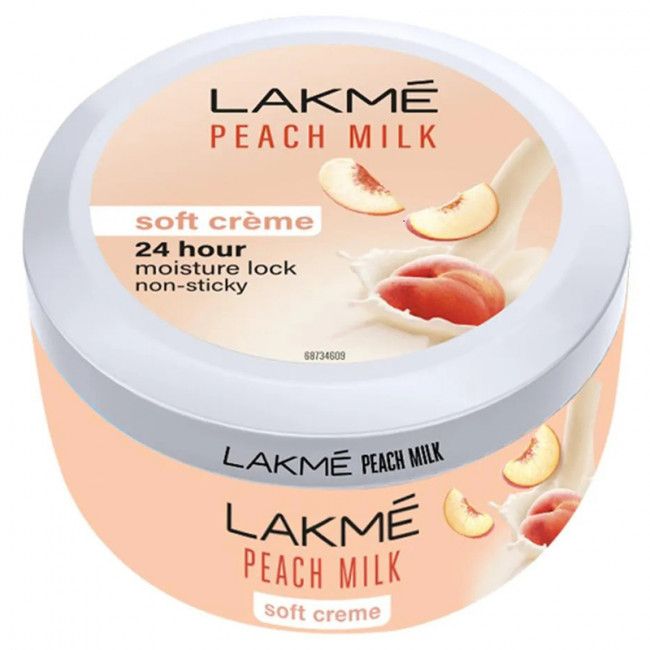 LAKMÉ
PEACH MILK
soft crème
24 hour
moisture lock
non-sticky
68734609
LAKMÉ PEACH MILK
LAKMÉ
PEACH MILK
soft creme